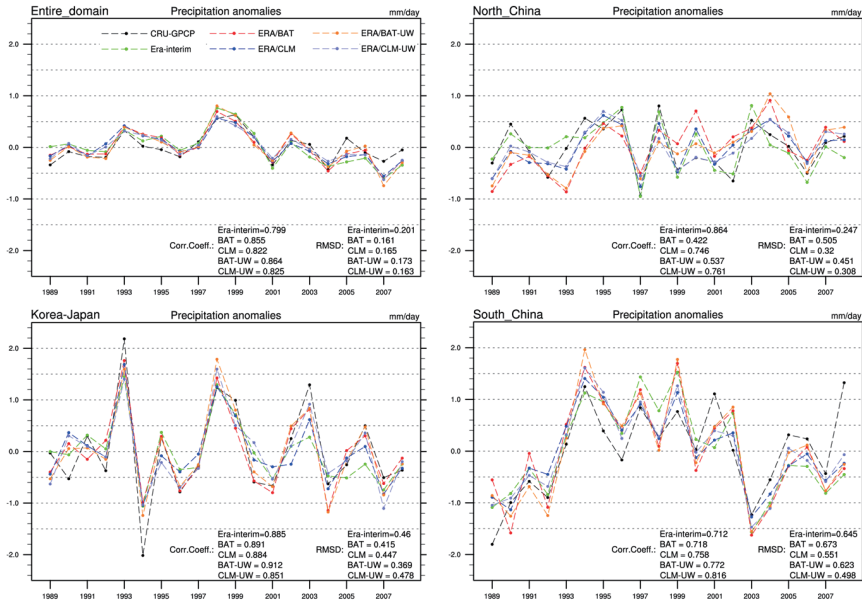 Entire_domain Precipitation anomalies mm/day
CRU-GPCP ERA/BAT ERA/BAT-UW
Era-interim ERA/CLM ERA/CLM-UW
2.0
1.0
0.0
-1.0
-2.0
Corr.Coeff.:
Era-interim=0.799
BAT = 0.855
CLM = 0.822
BAT-UW = 0.864
CLM-UW = 0.825
RMSD:
Era-interim=0.201
BAT = 0.161
CLM = 0.165
BAT-UW = 0.173
CLM-UW = 0.163
1989 1991 1993 1995 1997 1999 2001 2003 2005 2007
North_China Precipitation anomalies mm/day
2.0
1.0
0.0
-1.0
-2.0
Corr.Coeff.:
Era-interim=0.864
BAT = 0.422
CLM = 0.746
BAT-UW = 0.537
CLM-UW = 0.761
RMSD:
Era-interim=0.247
BAT = 0.505
CLM = 0.32
BAT-UW = 0.451
CLM-UW = 0.308
1989 1991 1993 1995 1997 1999 2001 2003 2005 2007
Korea-Japan Precipitation anomalies mm/day
2.0
1.0
0.0
-1.0
-2.0
Corr.Coeff.:
Era-interim=0.885
BAT = 0.891
CLM = 0.884
BAT-UW = 0.912
CLM-UW = 0.851
RMSD:
Era-interim=0.46
BAT = 0.415
CLM = 0.447
BAT-UW = 0.369
CLM-UW = 0.478
1989 1991 1993 1995 1997 1999 2001 2003 2005 2007
South_China Precipitation anomalies mm/day
2.0
1.0
0.0
-1.0
-2.0
Corr.Coeff.:
Era-interim=0.712
BAT = 0.718
CLM = 0.758
BAT-UW = 0.772
CLM-UW = 0.816
RMSD:
Era-interim=0.645
BAT = 0.673
CLM = 0.551
BAT-UW = 0.623
CLM-UW = 0.498
1989 1991 1993 1995 1997 1999 2001 2003 2005 2007